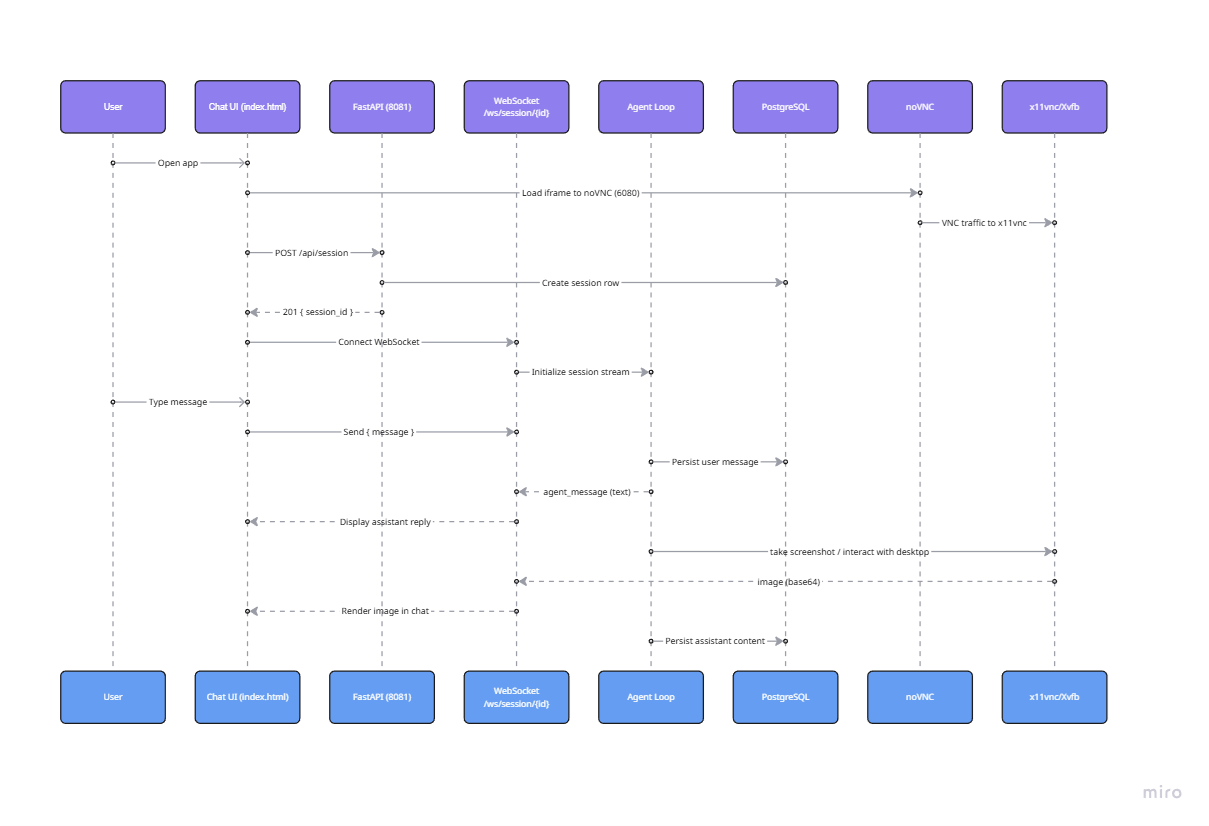 User
Chat UI (index.html)
FastAPI (8081)
WebSocket
/ws/session/{id}
Agent Loop
PostgreSQL
noVNC
x11vnc/Xvfb
Open app
Load iframe to noVNC (6080)
VNC traffic to x11vnc
POST /api/session
Create session row
201 { session_id }
Connect WebSocket
Initialize session stream
Type message
Send { message }
Persist user message
agent_message (text)
Display assistant reply
take screenshot / interact with desktop
image (base64)
Render image in chat
Persist assistant content
User
Chat UI (index.html)
FastAPI (8081)
WebSocket
/ws/session/{id}
Agent Loop
PostgreSQL
noVNC
x11vnc/Xvfb
miro